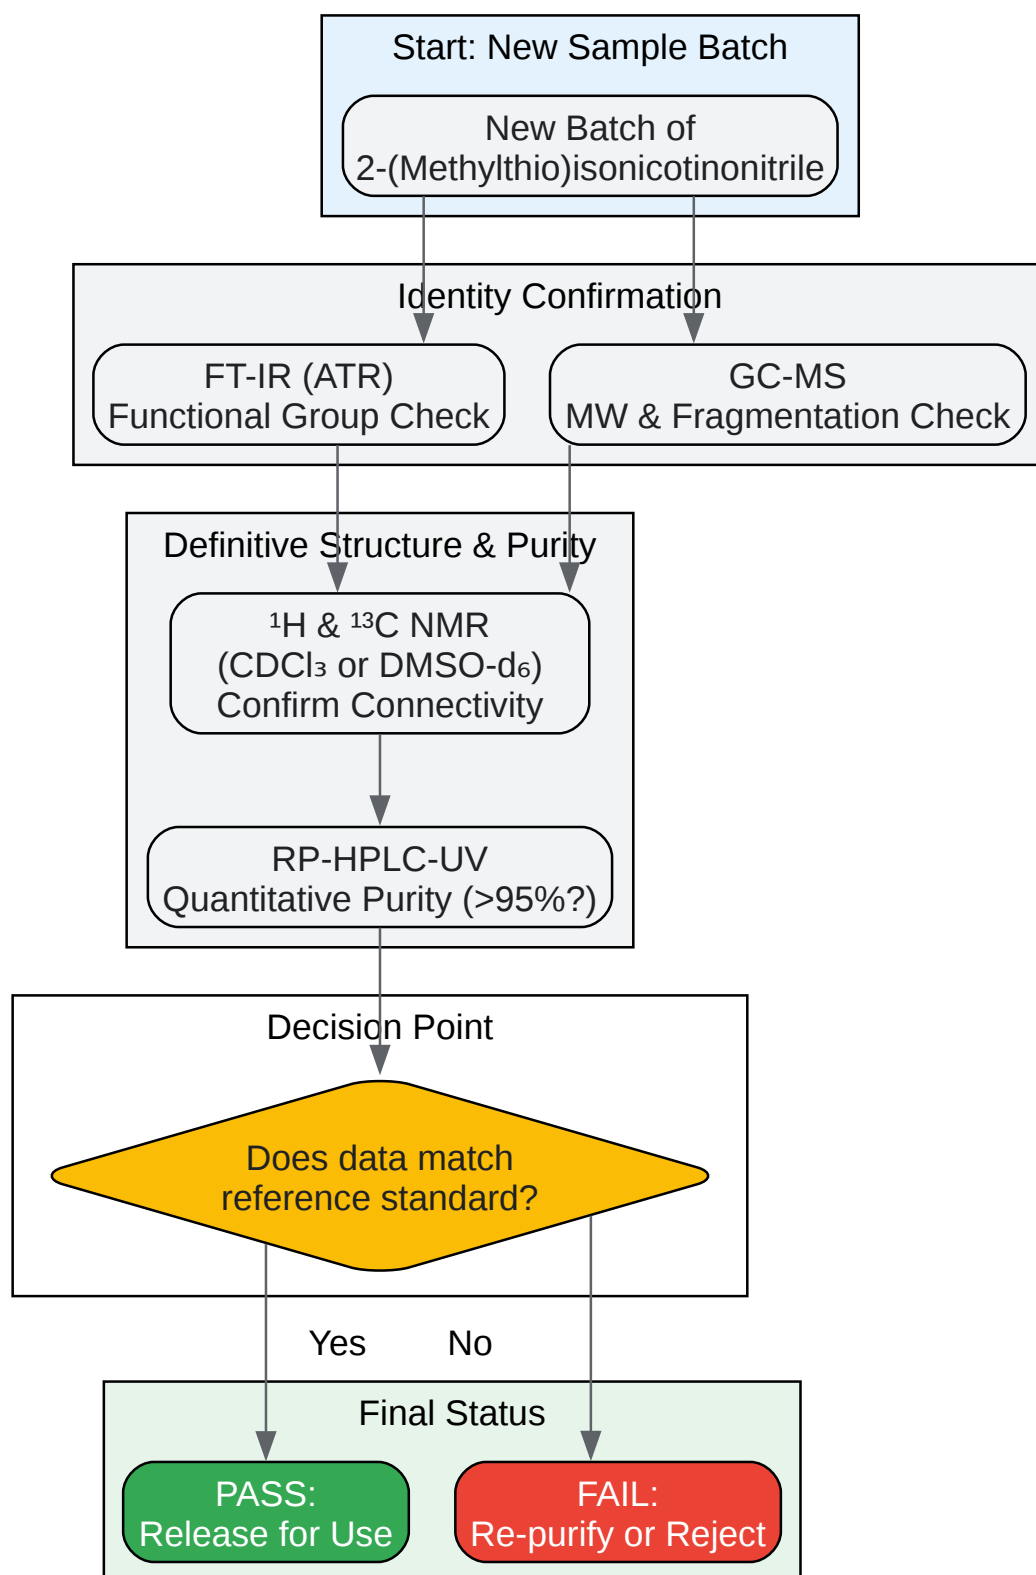 Start: New Sample Batch
New Batch of
2-(Methylthio)isonicotinonitrile
Identity Confirmation
FT-IR (ATR)
Functional Group Check
GC-MS
MW & Fragmentation Check
Definitive Structure & Purity
¹H & ¹³C NMR
(CDCl₃ or DMSO-d₆)
Confirm Connectivity
RP-HPLC-UV
Quantitative Purity (>95%?)
Decision Point
Does data match
reference standard?
Yes
No
Final Status
PASS:
Release for Use
FAIL:
Re-purify or Reject